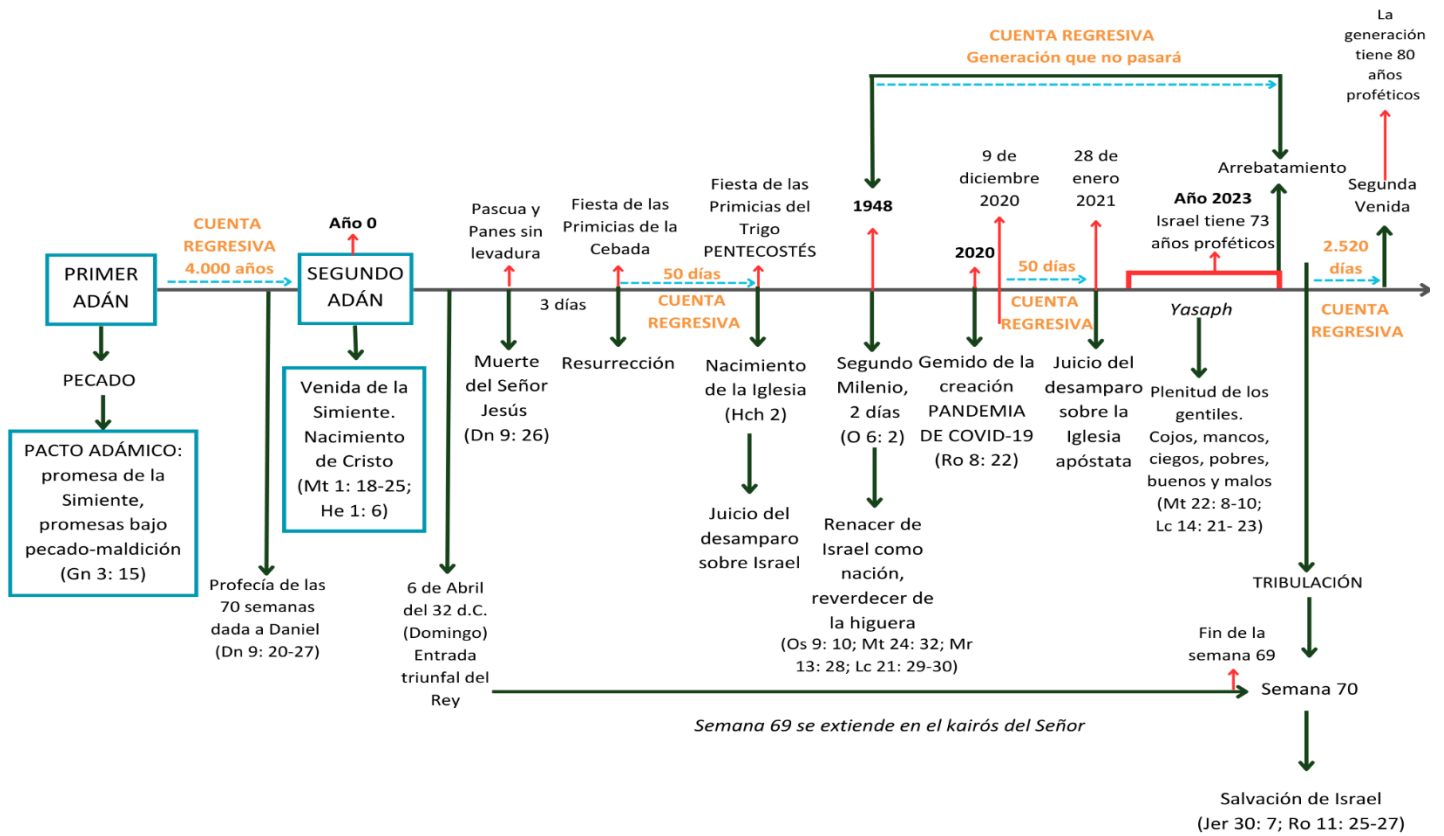 PRIMER
ADÁN
PECADO
PACTO ADÁMICO:
promesa de la
Simiente,
promesas bajo
pecado-maldición
(Gn 3: 15)
CUENTA
REGRESIVA
4.000 años
Profecía de las
70 semanas
dada a Daniel
(Dn 9: 20-27)
Año 0
SEGUNDO
ADÁN
Venida de la
Simiente.
Nacimiento
de Cristo
(Mt 1: 18-25;
He 1: 6)
6 de Abril
del 32 d.C.
(Domingo)
Entrada
triunfal del
Rey
Pascua y
Panes sin
levadura
Muerte
del Señor
Jesús
(Dn 9: 26)
3 días
Fiesta de las
Primicias de la
Cebada
Resurrección
50 días
CUENTA
REGRESIVA
Fiesta de las
Primicias del
Trigo
PENTECOSTÉS
Nacimiento
de la Iglesia
(Hch 2)
Juicio del
desamparo
sobre Israel
CUENTA REGRESIVA
Generación que no pasará
1948
Segundo
Milenio,
2 días
(O 6: 2)
Renacer de
Israel como
nación,
reverdecer de
la higuera
(Os 9: 10; Mt 24: 32; Mr
13: 28; Lc 21: 29-30)
2020
Gemido de la
creación
PANDEMIA
DE COVID-19
(Ro 8: 22)
9 de
diciembre
2020
50 días
CUENTA
REGRESIVA
28 de
enero
2021
Juicio del
desamparo
sobre la
Iglesia
apóstata
Año 2023
Israel tiene 73
años proféticos
Yasaph
Plenitud de los
gentiles.
Cojos, mancos,
ciegos, pobres,
buenos y malos
(Mt 22: 8-10;
Lc 14: 21- 23)
Arrebatamiento
TRIBULACIÓN
Fin de la
semana 69
Semana 70
Semana 69 se extiende en el kairós del Señor
Salvación de Israel
(Jer 30: 7; Ro 11: 25-27)
2.520
días
CUENTA
REGRESIVA
Segunda
Venida
La
generación
tiene 80
años
proféticos